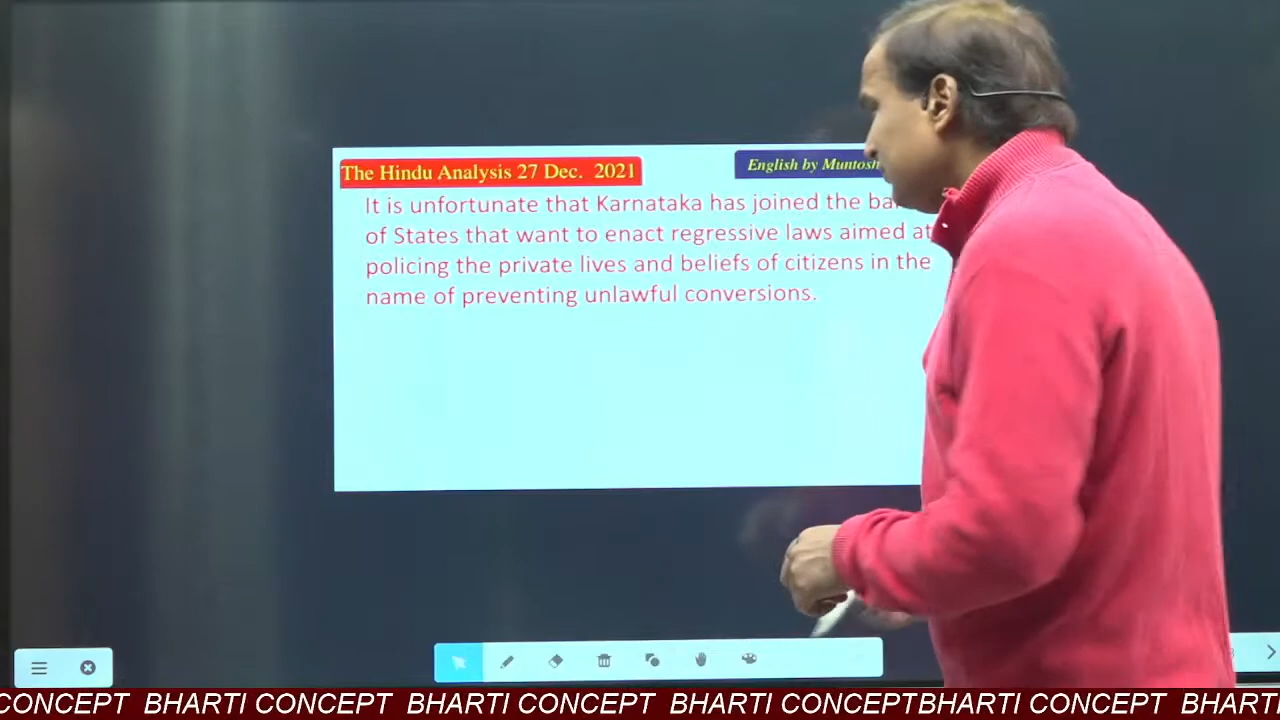 The Hindu Analysis 27 Dec. 2021
English by Muntosh
It is unfortunate that Karnataka has joined the
of States that want to enact regressive laws aimed at
policing the private lives and beliefs of citizens in the
name of preventing unlawful conversions.
CONCEPT BHARTI CONCEPT BHARTI CONCEPT BHARTI CONCEPT BHARTI CONCEPTBHARTI CONCEPT BHARTI